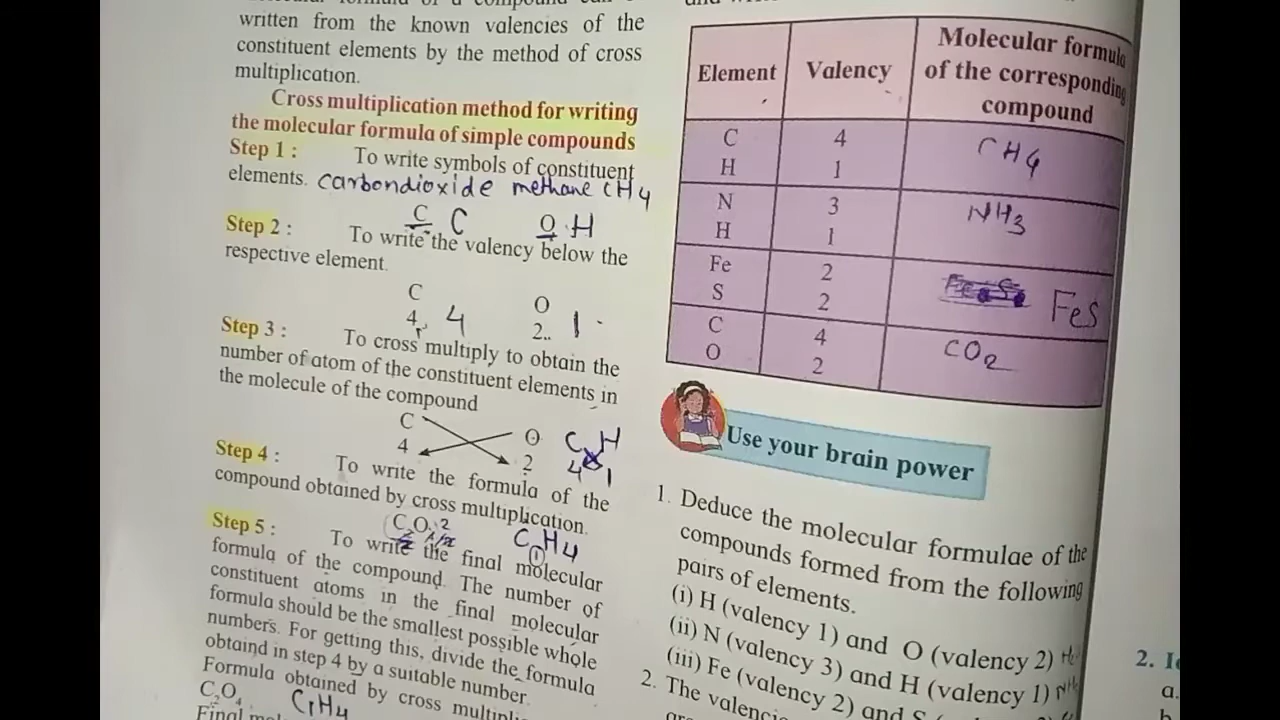 written from the known valencies of the
constituent elements by the method of cross
multiplication.
Cross multiplication method for writing
the molecular formula of simple compounds
Step 1 : To write symbols of constituent
elements. carbondioxide methane CH4
C C O H
Step 2 : To write the valency below the
respective element.
C O
4 4 2 1
Step 3 : To cross multiply to obtain the
number of atom of the constituent elements in
the molecule of the compound
C O C H
4 2 4 1
Step 4 : To write the formula of the
compound obtained by cross multiplication.
C2O4 C1H4
Step 5 : To write the final molecular
formula of the compound. The number of
constituent atoms in the final molecular
formula should be the smallest possible whole
numbers. For getting this, divide the formula
obtaind in step 4 by a suitable number.
Formula obtained by cross
C2O4 C1H4
Final
Element Valency Molecular formula
of the corresponding
compound
C 4 CH4
H 1
N 3 NH3
H 1
Fe 2 FeS
S 2
C 4 CO2
O 2
Use your brain power
1. Deduce the molecular formulae of the
compounds formed from the following
pairs of elements.
(i) H (valency 1) and O (valency 2)
(ii) N (valency 3) and H (valency 1)
(iii) Fe (valency 2) and S
2. The
2.
a.